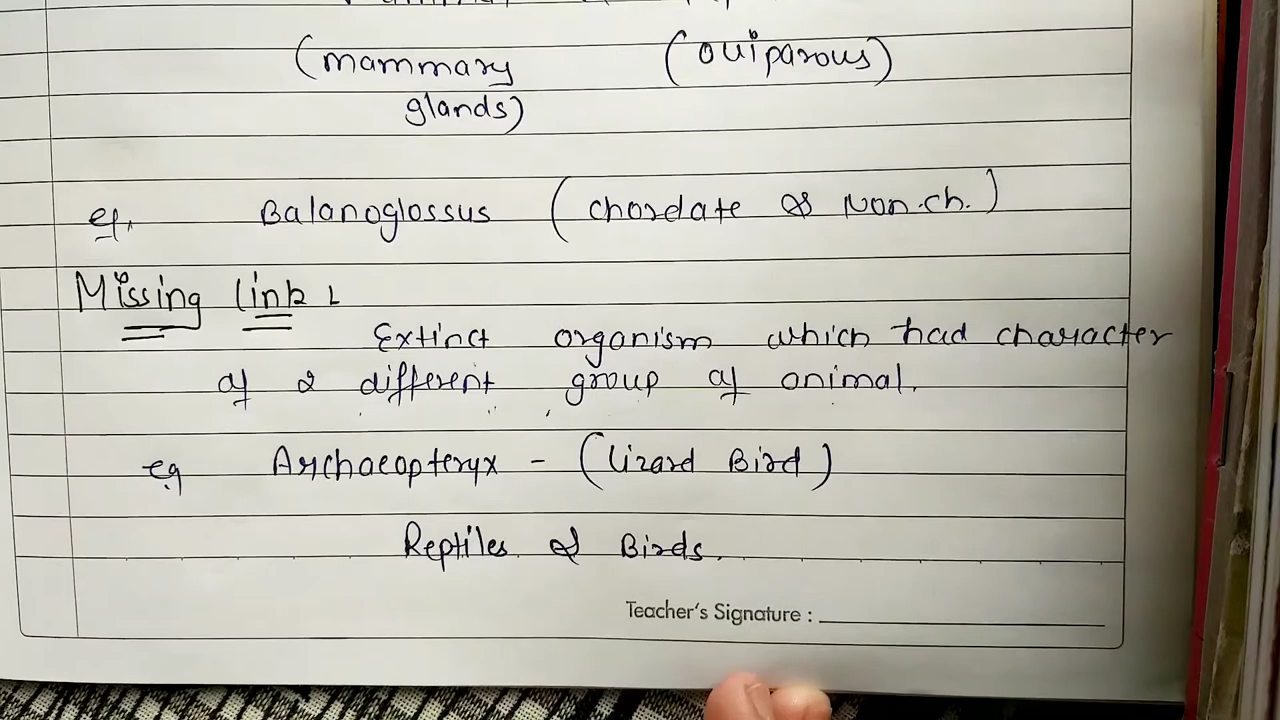 (mammary (oviparous)
glands)
eg. Balanoglossus (chordate & Non.ch.)
Missing link :
Extinct organism which had character
of 2 different group of animal.
eg Archaeopteryx - (lizard Bird)
Reptiles & Birds.
Teacher's Signature :